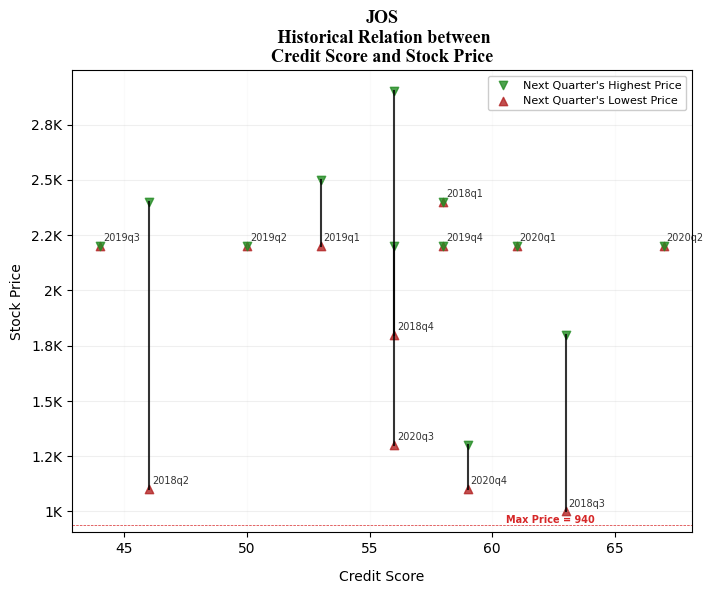 JOS
Historical Relation between
Credit Score and Stock Price
Next Quarter's Highest Price
Next Quarter's Lowest Price
2.8K
2.5K
2.2K
2K
1.8K
1.5K
1.2K
1K
Stock Price
2018q1
2019q3
2019q2
2019q1
2019q4
2020q1
2020q2
2018q4
2020q3
2018q2
2020q4
2018q3
Max Price = 940
45
50
55
60
65
Credit Score